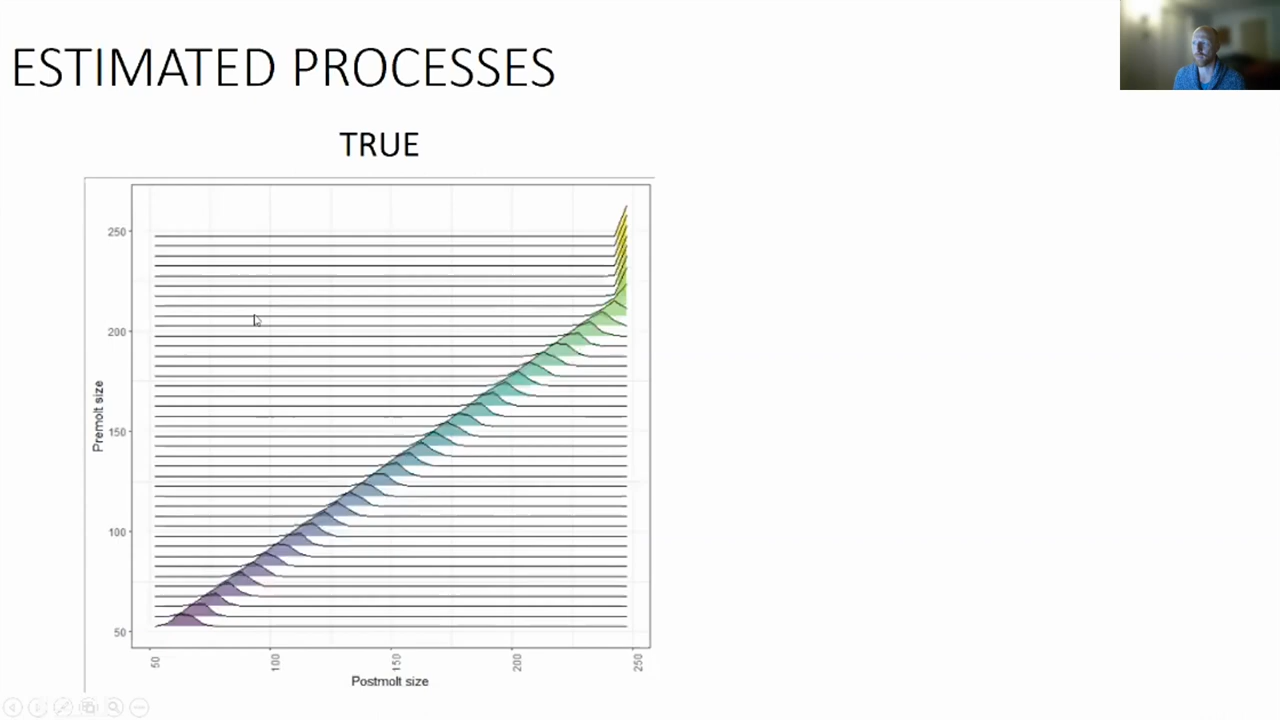 ESTIMATED PROCESSES
TRUE
250
200
150
100
50
Premolt size
50
100
150
200
250
Postmolt size